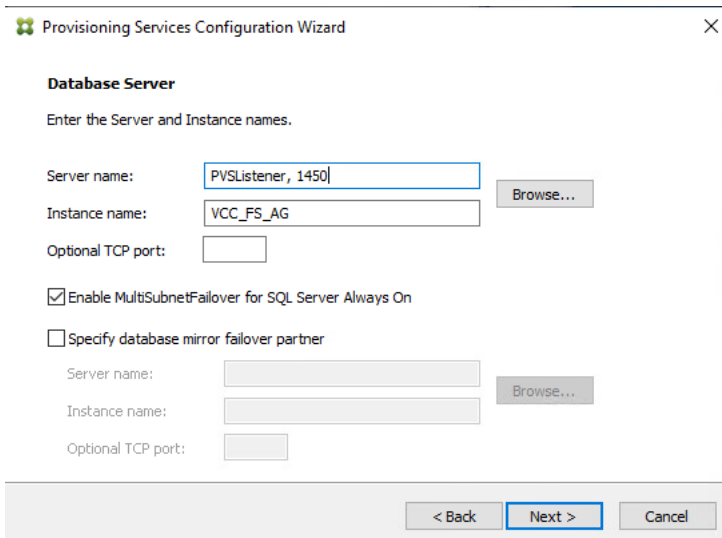 Provisioning Services Configuration Wizard
Database Server
Enter the Server and Instance names.
Server name: PVSListener, 1450
Browse...
Instance name: VCC_FS_AG
Optional TCP port:
Enable MultiSubnetFailover for SQL Server Always On
Specify database mirror failover partner
Server name:
Browse...
Instance name:
Optional TCP port:
< Back Next > Cancel